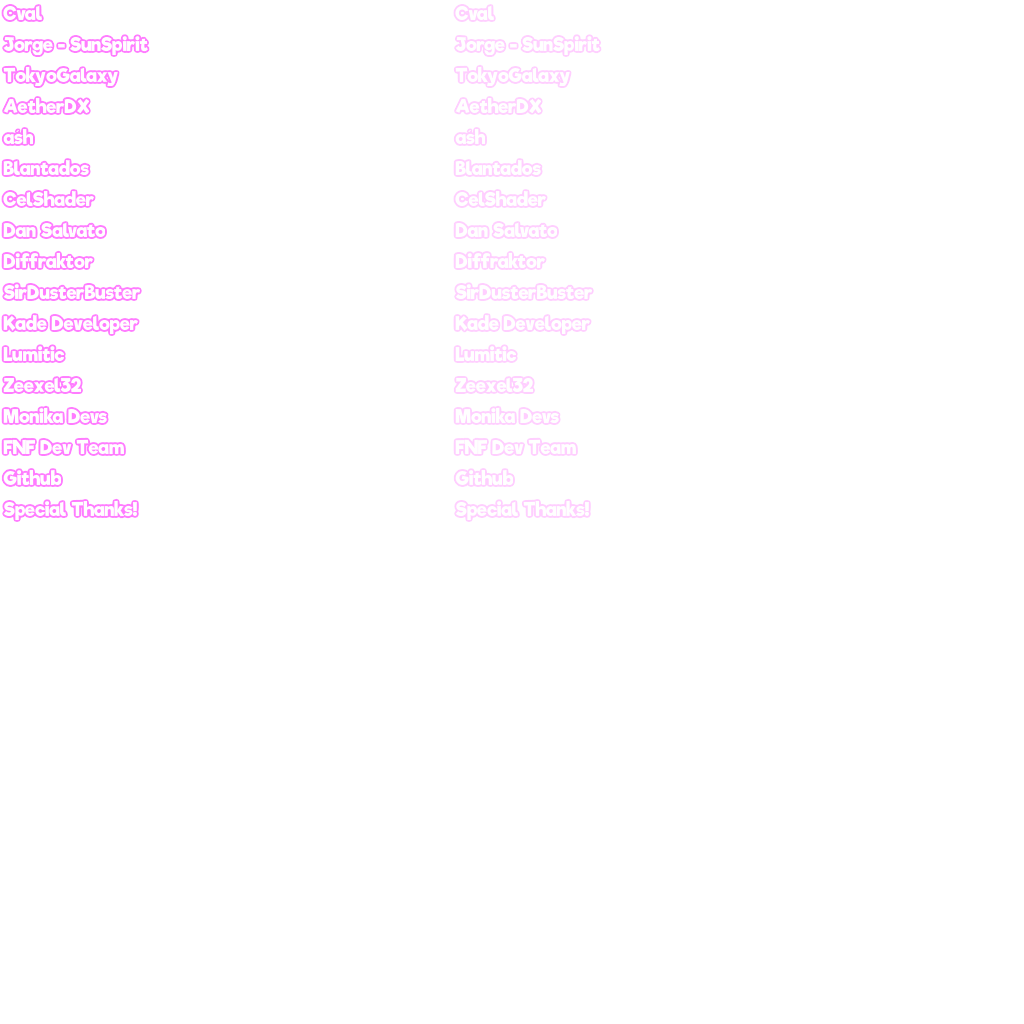 Cval Cval
Jorge - SunSpirit Jorge - SunSpirit
TokyoGalaxy TokyoGalaxy
AetherDX AetherDX
aśh aśh
Blantados Blantados
CelShader CelShader
Dan Salvato Dan Salvato
Diffraktor Diffraktor
SirDusterBuster SirDusterBuster
Kade Developer Kade Developer
Lumitic Lumitic
Zeexel32 Zeexel32
Monika Devs Monika Devs
FNF Dev Team FNF Dev Team
Github Github
Special Thanks! Special Thanks!